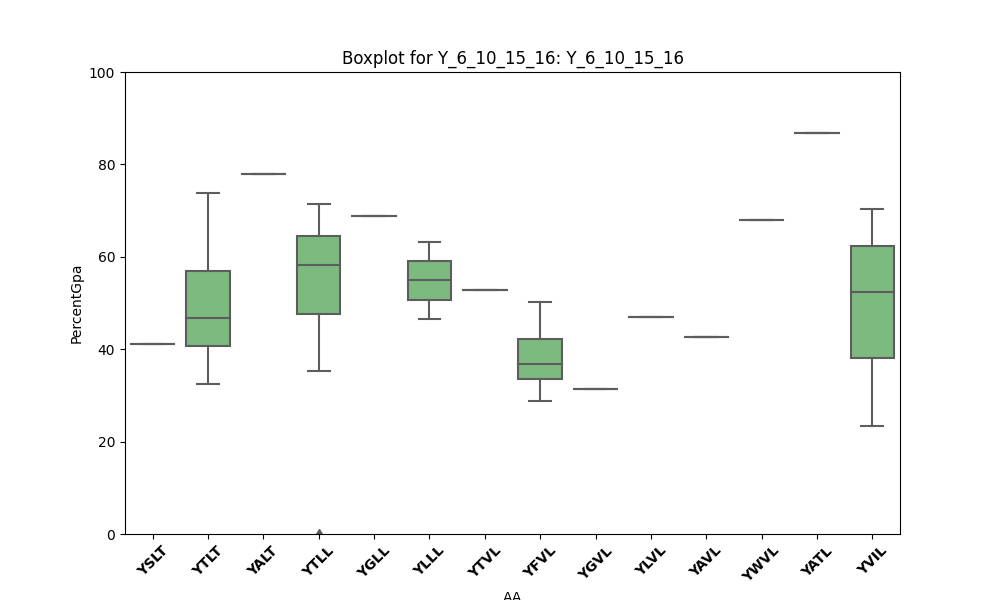 Boxplot for Y_6_10_15_16: Y_6_10_15_16
100
80
60
40
20
0
PercentGpa
YSLT YTLT YALT YTLL YGLL YLLL YTVL YFVL YGVL YLVL YAVL YWVL YATL YVIL
AA